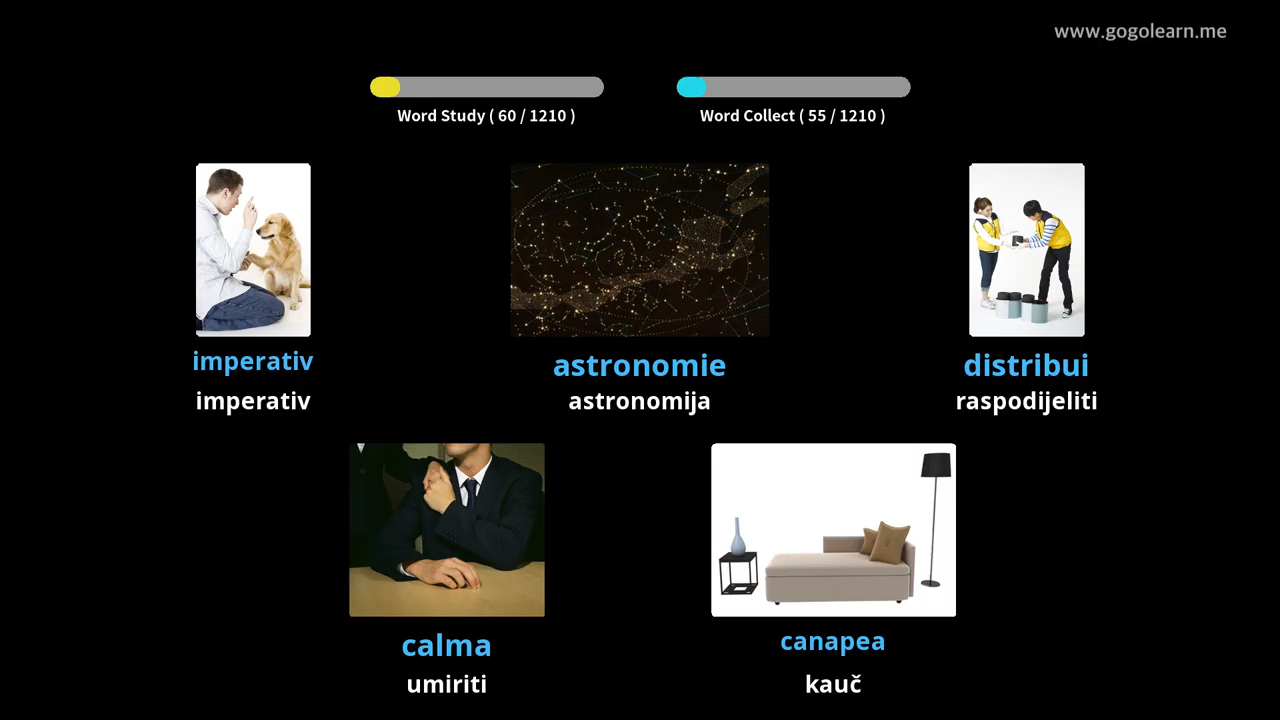 www.gogolearn.me
Word Study ( 60 / 1210 )
Word Collect ( 55 / 1210 )
imperativ
imperativ
astronomie
astronomija
distribui
raspodijeliti
calma
umiriti
canapea
kauč